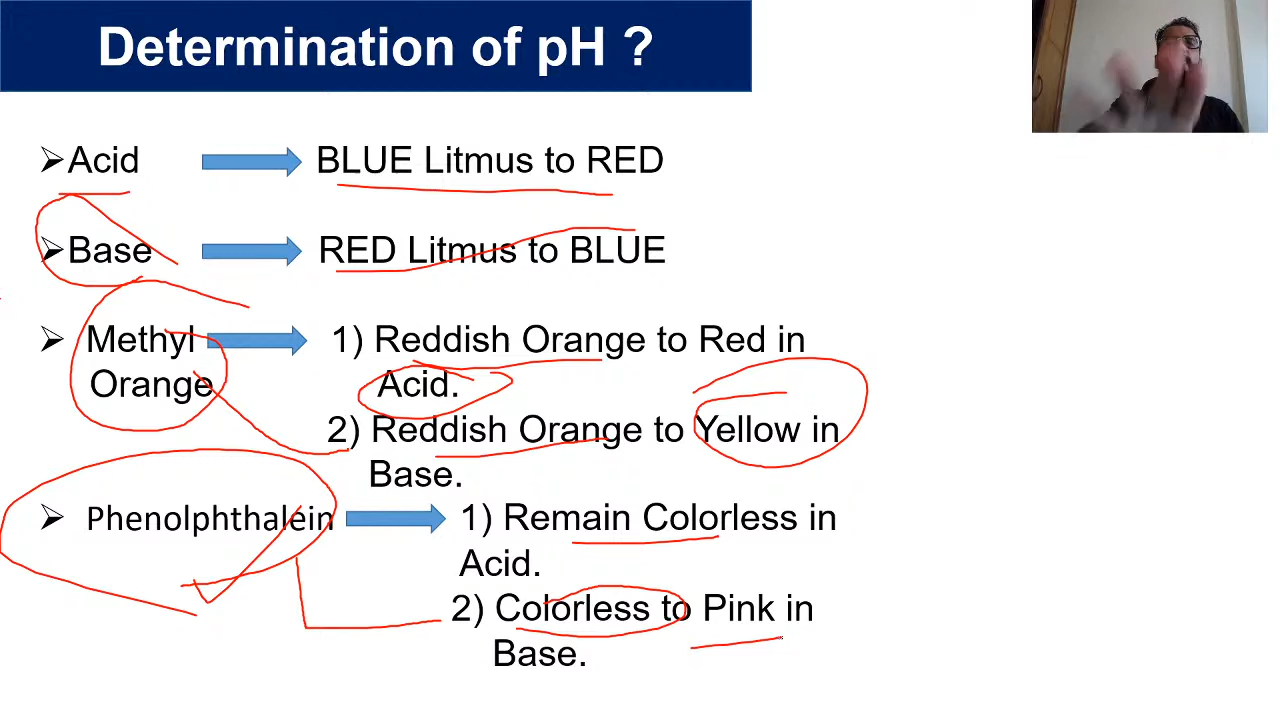 Determination of pH ?
➢Acid BLUE Litmus to RED
➢Base RED Litmus to BLUE
➢ Methyl 1) Reddish Orange to Red in
Orange Acid.
2) Reddish Orange to Yellow in
Base.
➢ Phenolphthalein 1) Remain Colorless in
Acid.
2) Colorless to Pink in
Base.